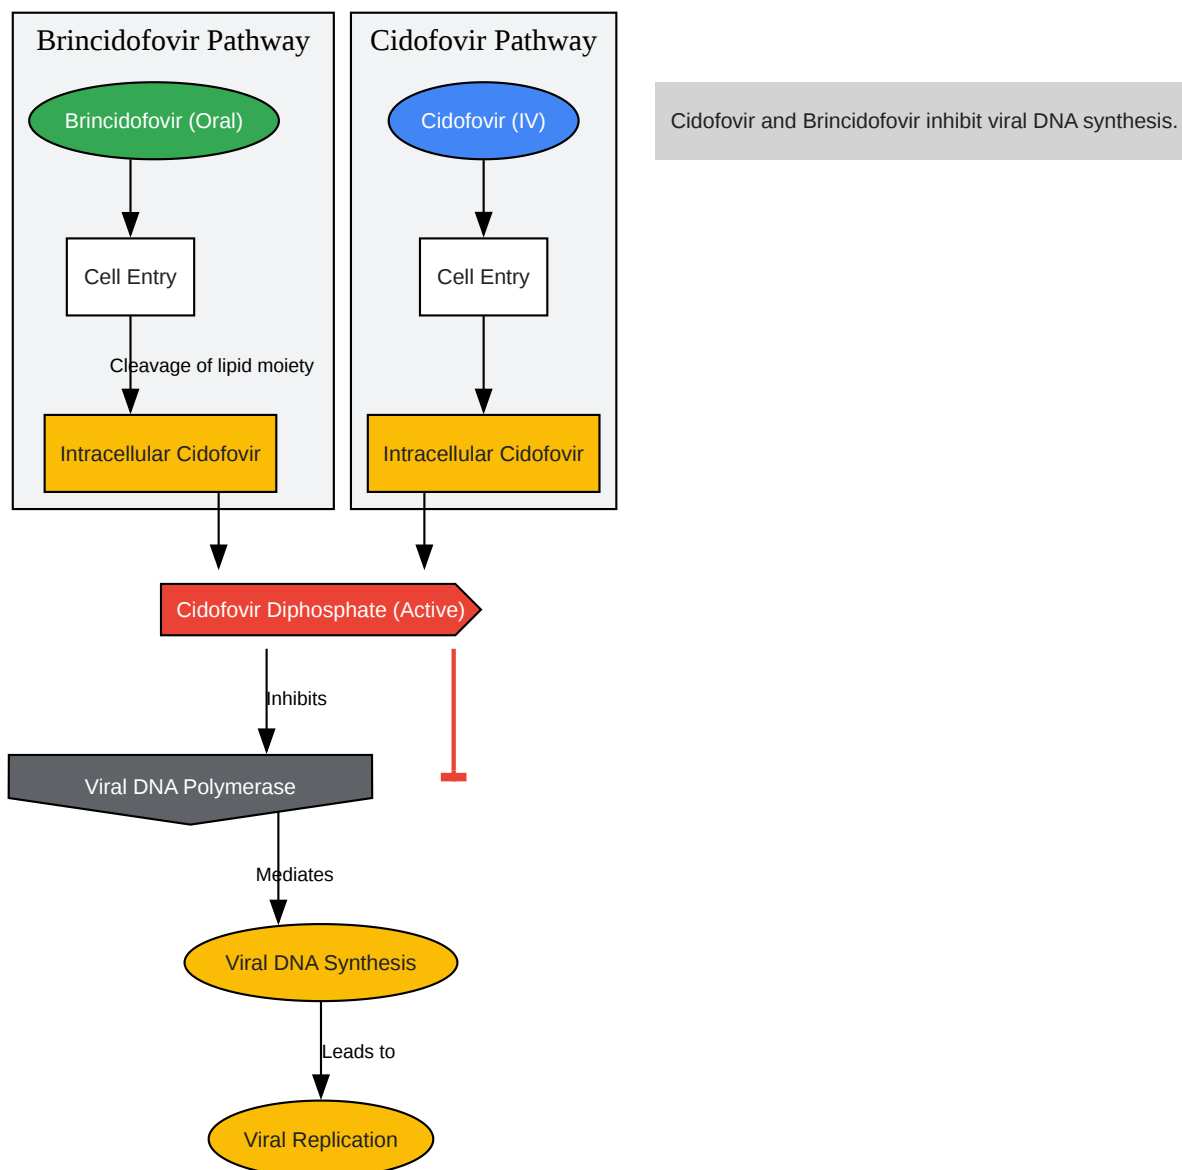 Brincidofovir Pathway
Cidofovir Pathway
Brincidofovir (Oral)
Cidofovir (IV)
Cidofovir and Brincidofovir inhibit viral DNA synthesis.
Cell Entry
Cell Entry
Cleavage of lipid moiety
Intracellular Cidofovir
Intracellular Cidofovir
Cidofovir Diphosphate (Active)
Inhibits
Viral DNA Polymerase
Mediates
Viral DNA Synthesis
Leads to
Viral Replication